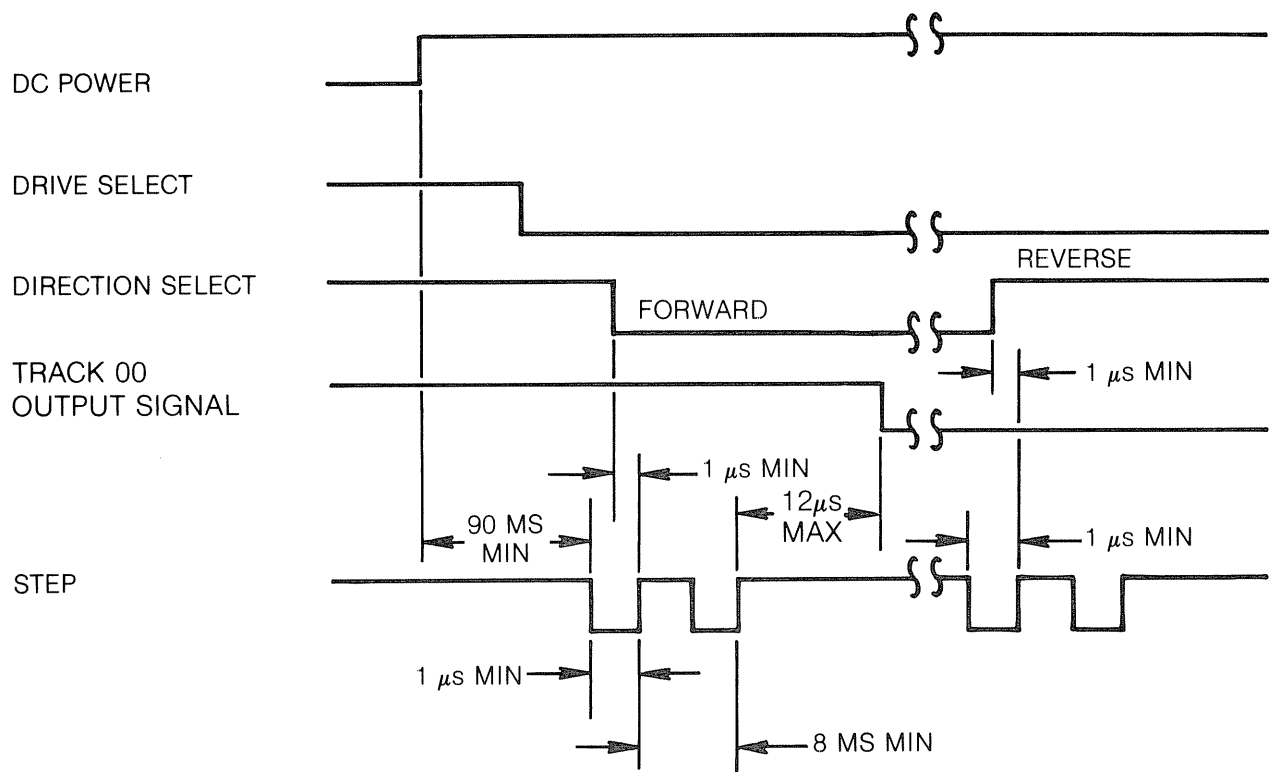 DC POWER
DRIVE SELECT
REVERSE
DIRECTION SELECT
FORWARD
TRACK 00
OUTPUT SIGNAL
1 μs MIN
1 μs MIN
12μs
MAX
90 MS
MIN
1 μs MIN
STEP
1 μs MIN
8 MS MIN